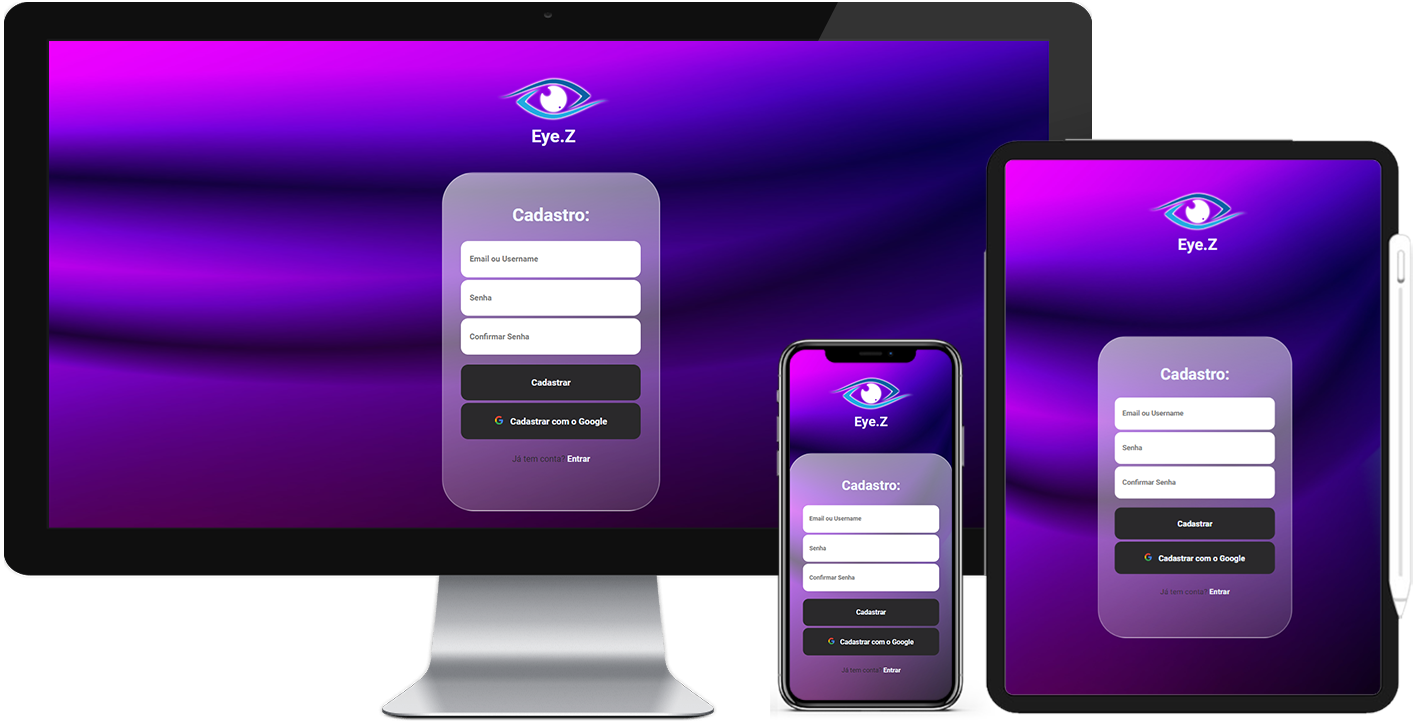 Eye.Z
Cadastro:
Email ou Username
Senha
Confirmar Senha
Cadastrar
Cadastrar com o Google
Já tem conta? Entrar
Eye.Z
Cadastro:
Email ou Username
Senha
Confirmar Senha
Cadastrar
Cadastrar com o Google
Já tem conta? Entrar
Eye.Z
Cadastro:
Email ou Username
Senha
Confirmar Senha
Cadastrar
Cadastrar com o Google
Já tem conta? Entrar